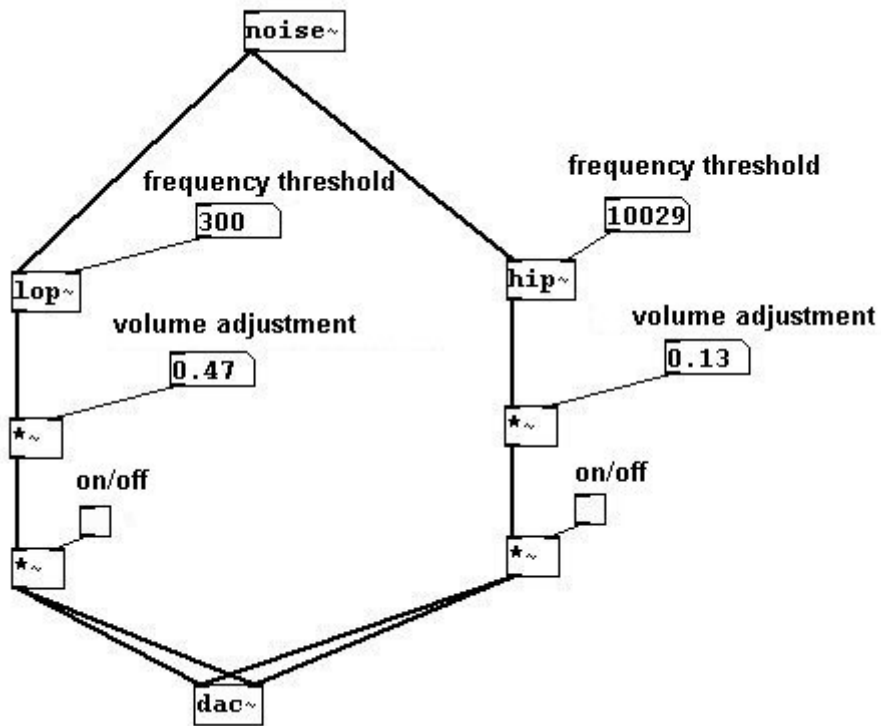 noise~
frequency threshold
300
lop~
volume adjustment
0.47
*~
on/off
*~
frequency threshold
10029
hip~
volume adjustment
0.13
*~
on/off
*~
dac~